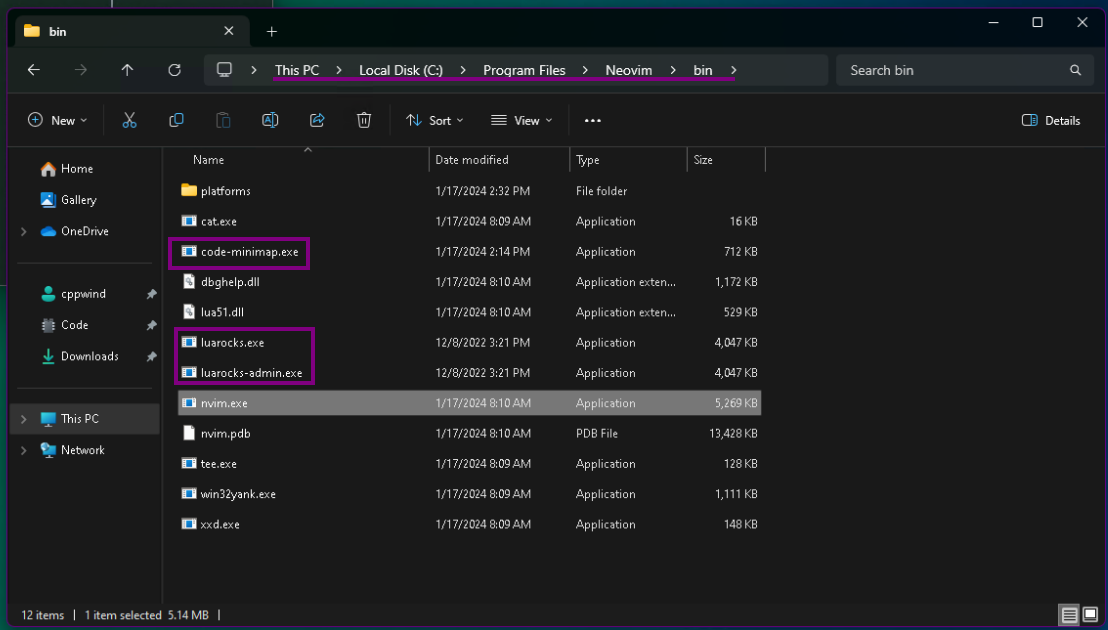 bin
This PC > Local Disk (C:) > Program Files > Neovim > bin >
Search bin
New
Sort
View
Details
Home
Gallery
OneDrive
cppwind
Code
Downloads
This PC
Network
Name Date modified Type Size
platforms 1/17/2024 2:32 PM File folder
cat.exe 1/17/2024 8:09 AM Application 16 KB
code-minimap.exe 1/17/2024 2:14 PM Application 712 KB
dbghelp.dll 1/17/2024 8:10 AM Application exten... 1,172 KB
lua51.dll 1/17/2024 8:10 AM Application exten... 529 KB
luarocks.exe 12/8/2022 3:21 PM Application 4,047 KB
luarocks-admin.exe 12/8/2022 3:21 PM Application 4,047 KB
nvim.exe 1/17/2024 8:10 AM Application 5,269 KB
nvim.pdb 1/17/2024 8:10 AM PDB File 13,428 KB
tee.exe 1/17/2024 8:09 AM Application 128 KB
win32yank.exe 1/17/2024 8:09 AM Application 1,111 KB
xxd.exe 1/17/2024 8:09 AM Application 148 KB
12 items | 1 item selected 5.14 MB |